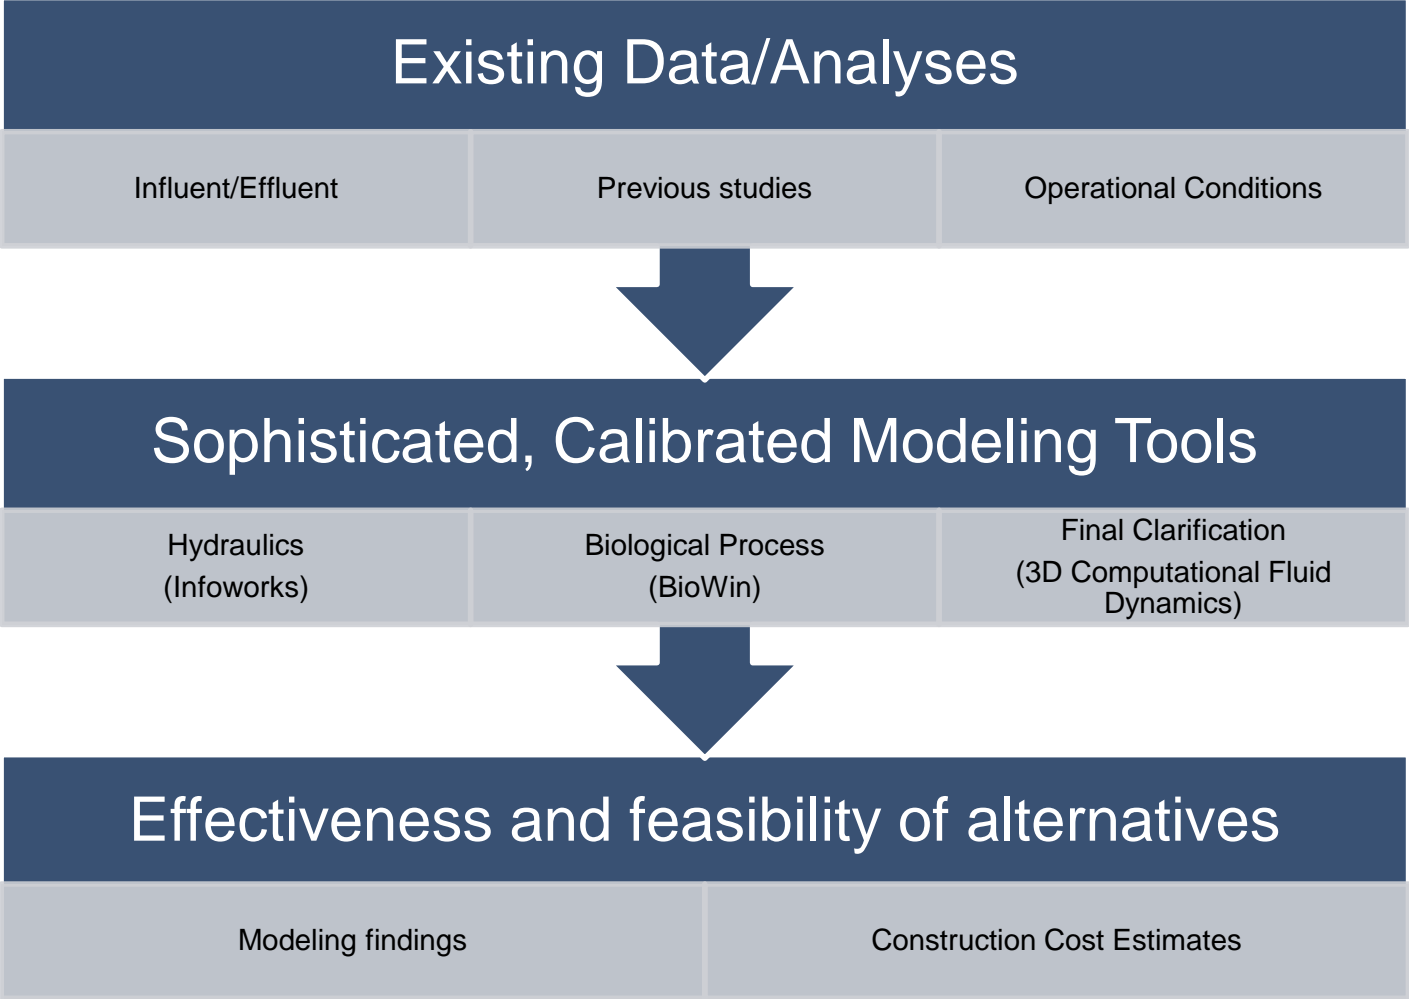 Existing Data/Analyses
Influent/Effluent
Previous studies
Operational Conditions
Sophisticated, Calibrated Modeling Tools
Hydraulics
(Infoworks)
Biological Process
(BioWin)
Final Clarification
(3D Computational Fluid
Dynamics)
Effectiveness and feasibility of alternatives
Modeling findings
Construction Cost Estimates